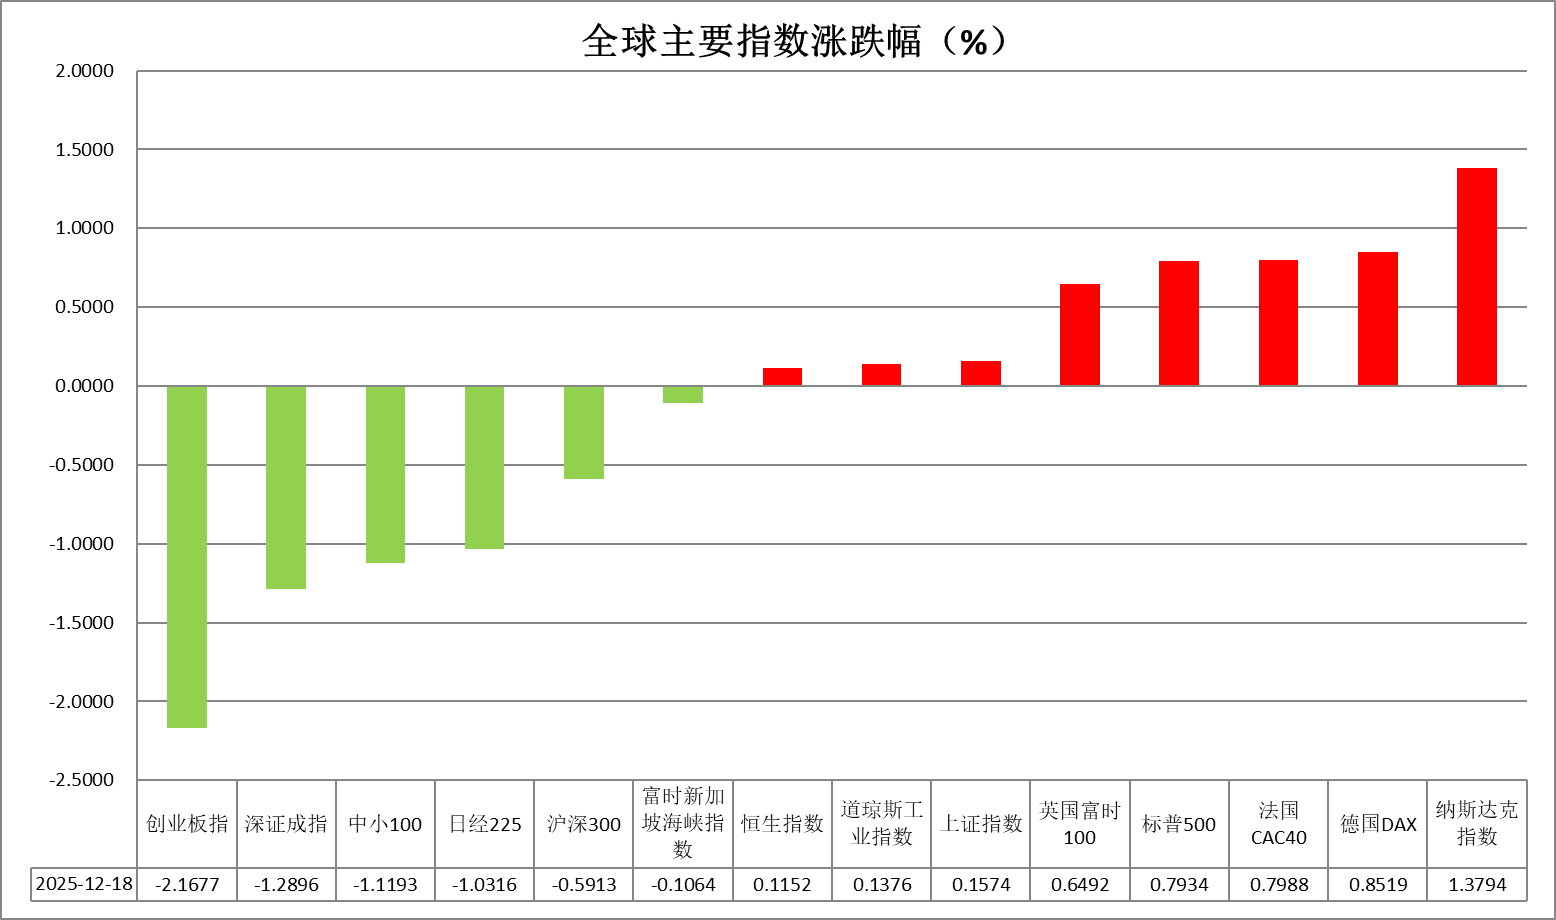 全球主要指数涨跌幅（%）
2.0000
1.5000
1.0000
0.5000
0.0000
-0.5000
-1.0000
-1.5000
-2.0000
-2.5000
创业板指
深证成指
中小100
日经225
沪深300
富时新加
坡海峡指
数
恒生指数
道琼斯工
业指数
上证指数
英国富时
100
标普500
法国
CAC40
德国DAX
纳斯达克
指数
2025-12-18 -2.1677 -1.2896 -1.1193 -1.0316 -0.5913 -0.1064 0.1152 0.1376 0.1574 0.6492 0.7934 0.7988 0.8519 1.3794